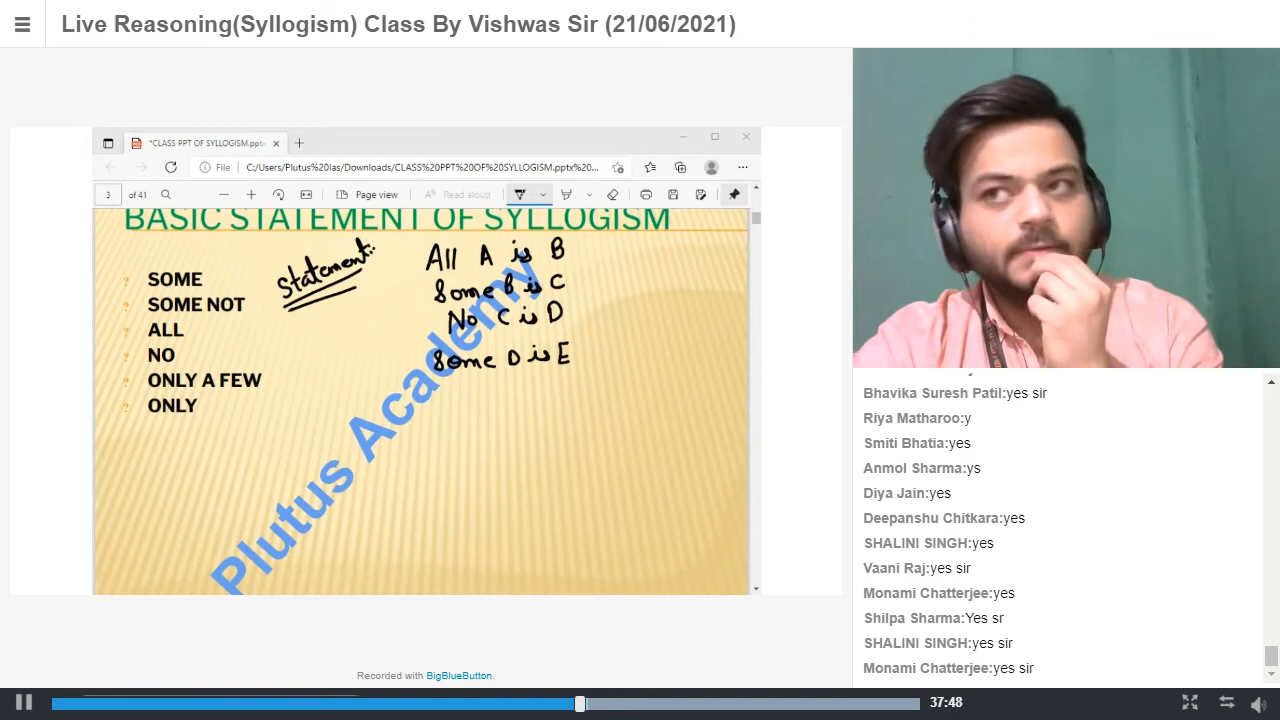 Live Reasoning(Syllogism) Class By Vishwas Sir (21/06/2021)
*CLASS PPT OF SYLLOGISM.pptx
File C:/Users/Plutus%20Ias/Downloads/CLASS%20PPT%20OF%20SYLLOGISM.pptx%20...
3 of 41 Page view Read aloud
BASIC STATEMENT OF SYLLOGISM
? SOME
? SOME NOT
? ALL
? NO
? ONLY A FEW
? ONLY
Statement:
All A is B
Some B is C
No C is D
Some D is E
Plutus Academy
Bhavika Suresh Patil:yes sir
Riya Matharoo:y
Smiti Bhatia:yes
Anmol Sharma:ys
Diya Jain:yes
Deepanshu Chitkara:yes
SHALINI SINGH:yes
Vaani Raj:yes sir
Monami Chatterjee:yes
Shilpa Sharma:Yes sr
SHALINI SINGH:yes sir
Monami Chatterjee:yes sir
Recorded with BigBlueButton.
37:48